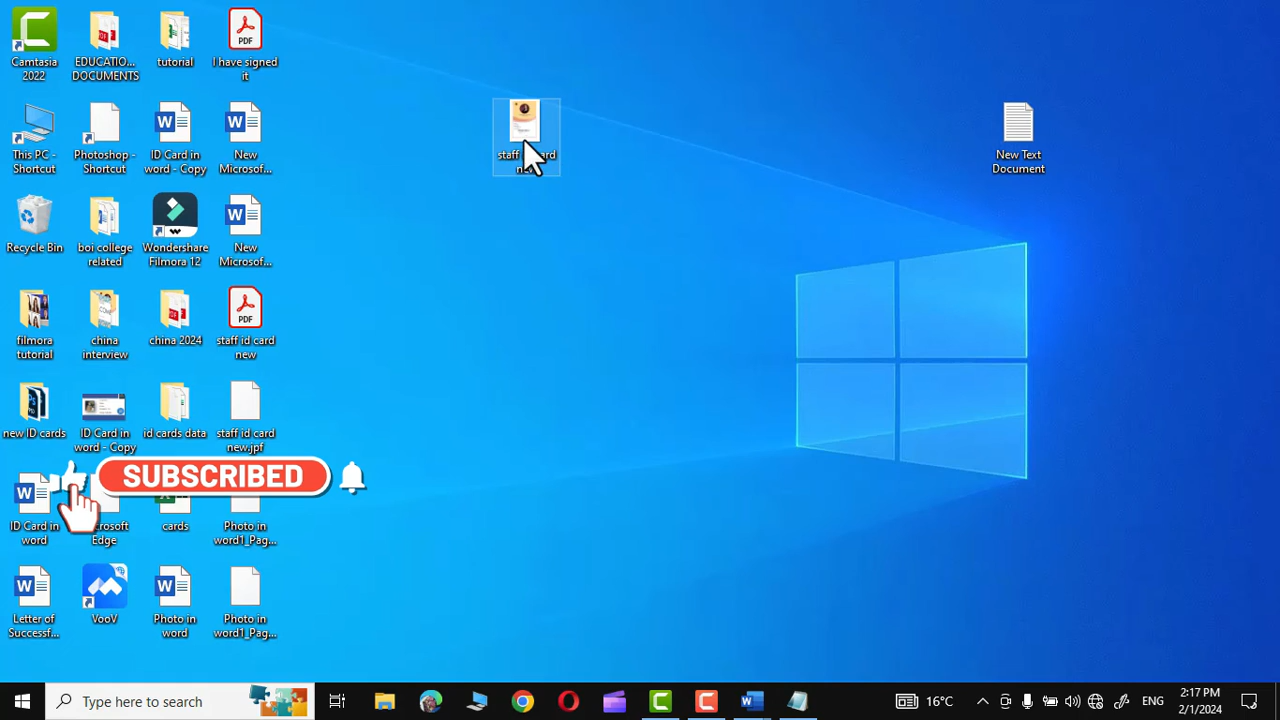 Camtasia
2022
EDUCATIO...
DOCUMENTS
tutorial
PDF
I have signed
it
This PC -
Shortcut
Photoshop -
Shortcut
ID Card in
word - Copy
New
Microsof...
staff
rd
New Text
Document
Recycle Bin
boi college
related
Wondershare
Filmora 12
New
Microsof...
filmora
tutorial
china
interview
china 2024
PDF
staff id card
new
new ID cards
ID Card in
word - Copy
id cards data
staff id card
new.jpf
SUBSCRIBED
ID Card in
word
rosoft
Edge
cards
Photo in
word1_Pag...
Letter of
Successf...
VooV
Photo in
word
Photo in
word1_Pag...
Type here to search
16°C
ENG
2:17 PM
2/1/2024